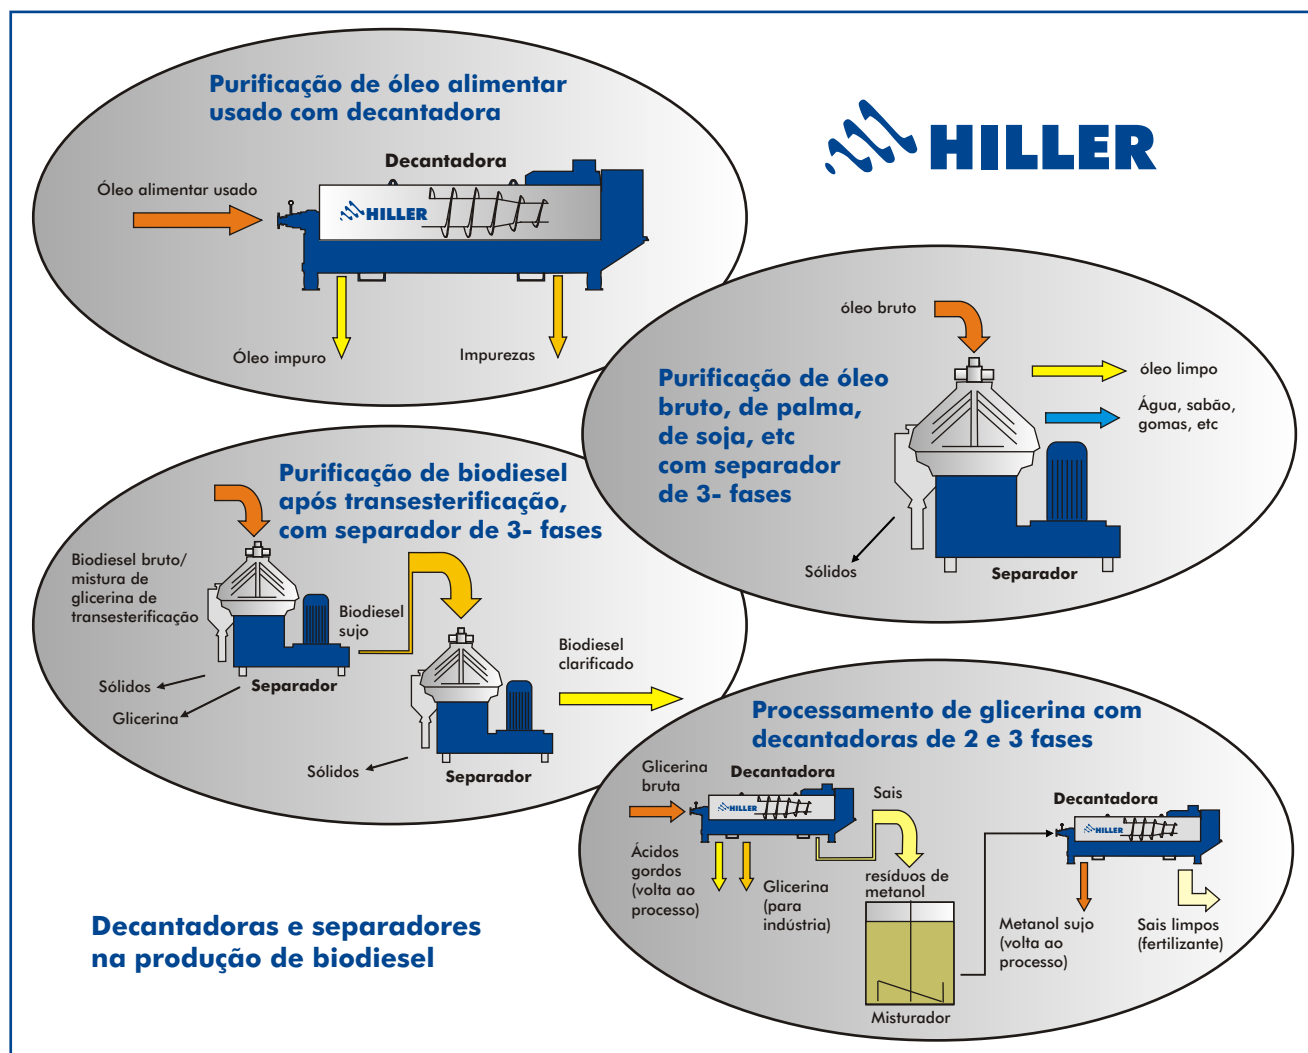 Purificação de óleo alimentar
usado com decantadora
Decantadora
Óleo alimentar usado
HILLER
Óleo impuro
Impurezas
HILLER
óleo bruto
Purificação de óleo
bruto, de palma,
de soja, etc
com separador
de 3- fases
óleo limpo
Água, sabão,
gomas, etc
Sólidos
Separador
Purificação de biodiesel
após transesterificação,
com separador de 3- fases
Biodiesel bruto/
mistura de
glicerina de
transesterificação
Biodiesel
sujo
Sólidos
Glicerina
Separador
Biodiesel
clarificado
Sólidos
Separador
Processamento de glicerina com
decantadoras de 2 e 3 fases
Glicerina
bruta
Decantadora
HILLER
Sais
Ácidos
gordos
(volta ao
processo)
Glicerina
(para
indústria)
resíduos de
metanol
Misturador
Decantadora
HILLER
Metanol sujo
(volta ao
processo)
Sais limpos
(fertilizante)
Decantadoras e separadores
na produção de biodiesel